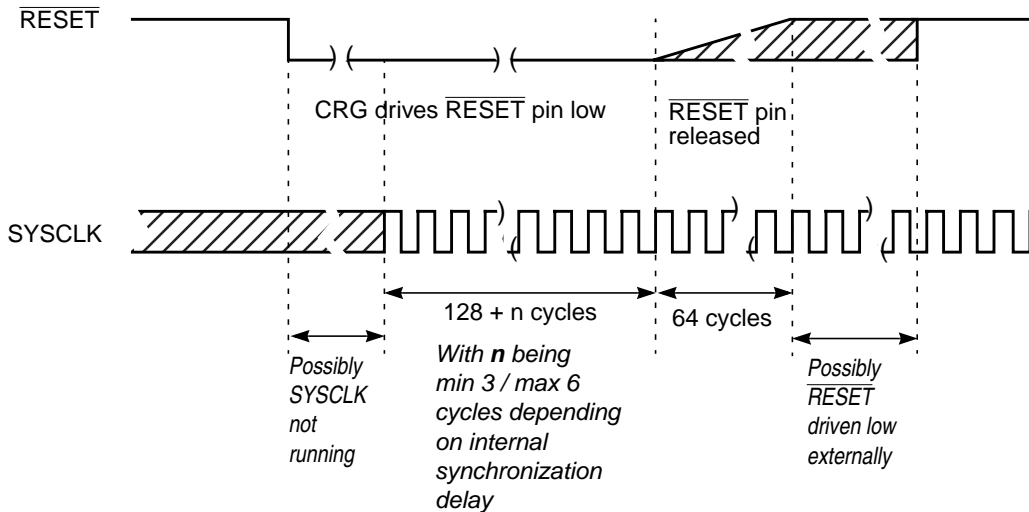 RESET
CRG drives RESET pin low
RESET pin
released
SYSCLK
128 + n cycles
64 cycles
Possibly
SYSCLK
not
running
With n being
min 3 / max 6
cycles depending
on internal
synchronization
delay
Possibly
RESET
driven low
externally